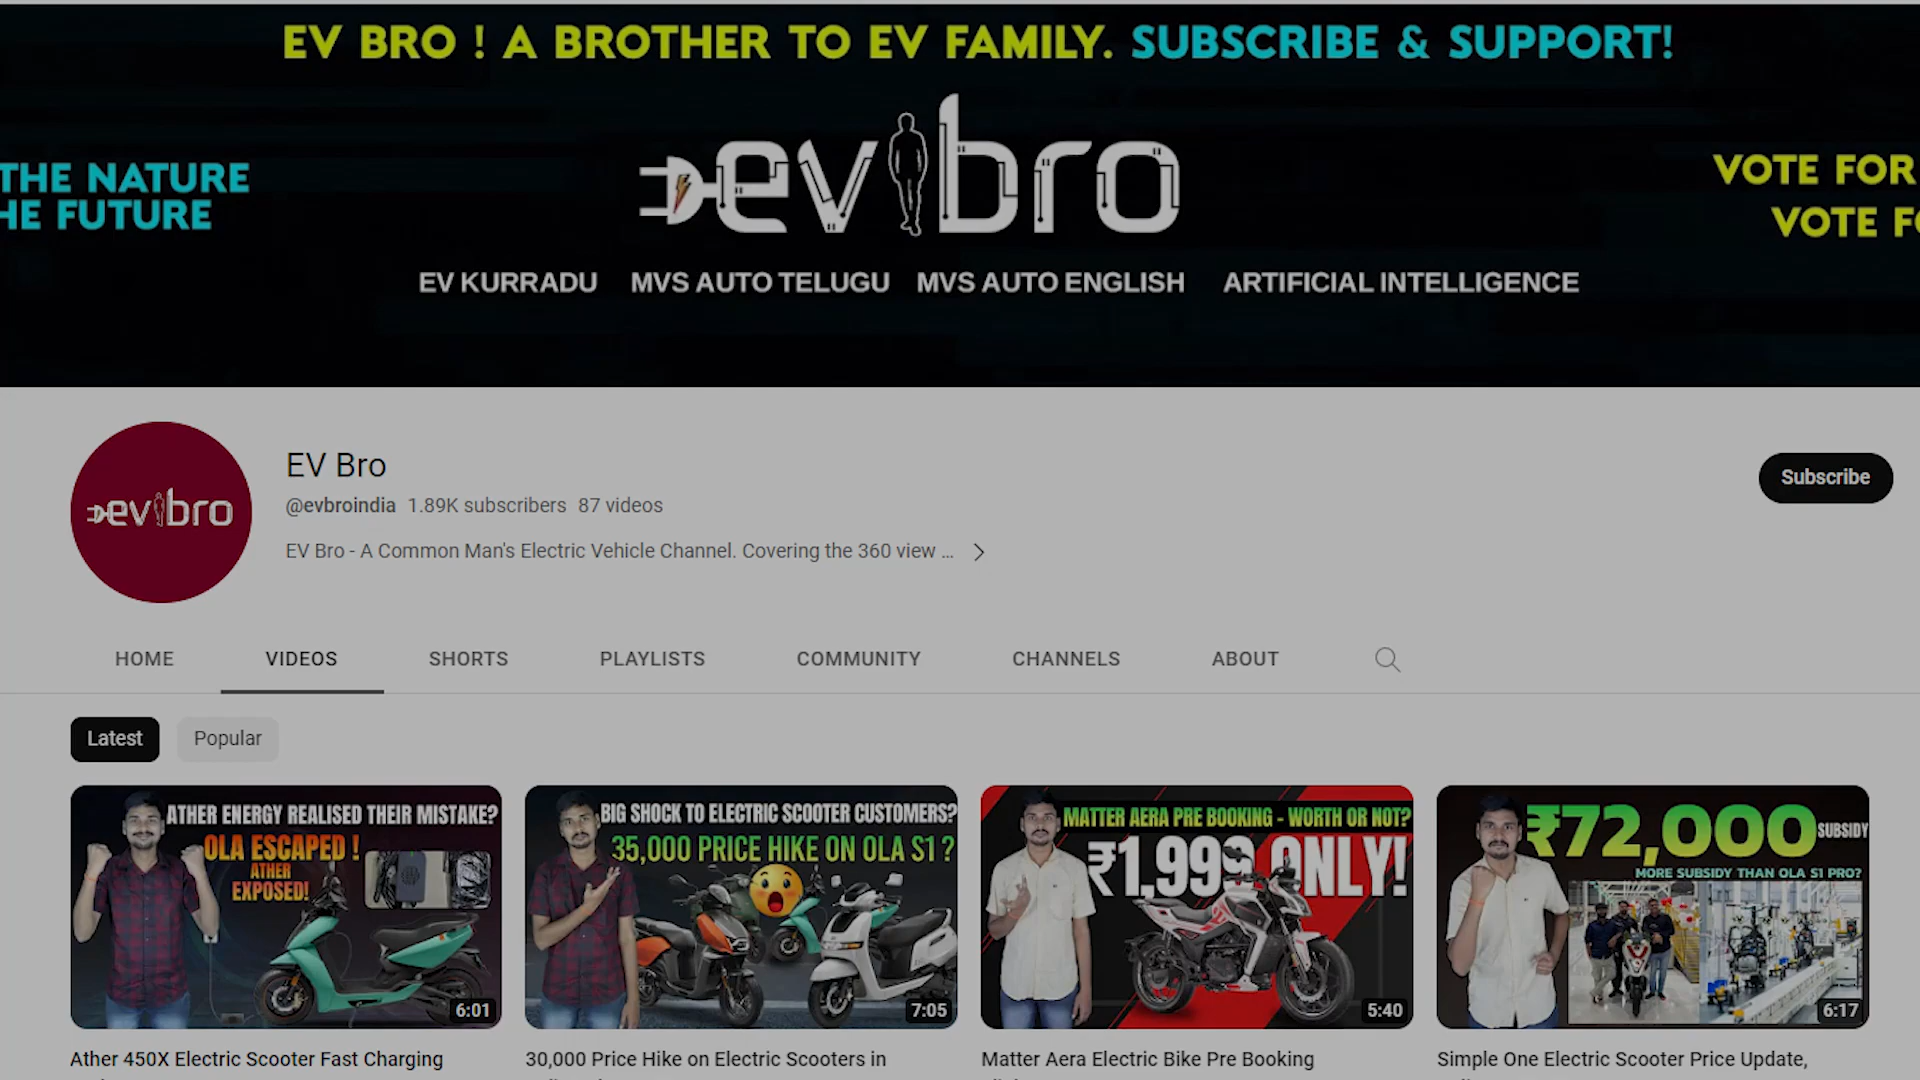 EV BRO ! A BROTHER TO EV FAMILY. SUBSCRIBE & SUPPORT!
THE NATURE
HE FUTURE
evbro
VOTE FOR
VOTE
EV KURRADU MVS AUTO TELUGU MVS AUTO ENGLISH ARTIFICIAL INTELLIGENCE
evbro
EV Bro
@evbroindia 1.89K subscribers 87 videos
EV Bro - A Common Man's Electric Vehicle Channel. Covering the 360 view ...
Subscribe
HOME VIDEOS SHORTS PLAYLISTS COMMUNITY CHANNELS ABOUT
Latest Popular
ATHER ENERGY REALISED THEIR MISTAKE?
OLA ESCAPED !
ATHER
EXPOSED!
6:01
BIG SHOCK TO ELECTRIC SCOOTER CUSTOMERS?
35,000 PRICE HIKE ON OLA S1 ?
7:05
MATTER AERA PRE BOOKING - WORTH OR NOT?
₹1,999 ONLY!
5:40
₹72,000 SUBSIDY
MORE SUBSIDY THAN OLA S1 PRO?
6:17
Ather 450X Electric Scooter Fast Charging
30,000 Price Hike on Electric Scooters in
Matter Aera Electric Bike Pre Booking
Simple One Electric Scooter Price Update,